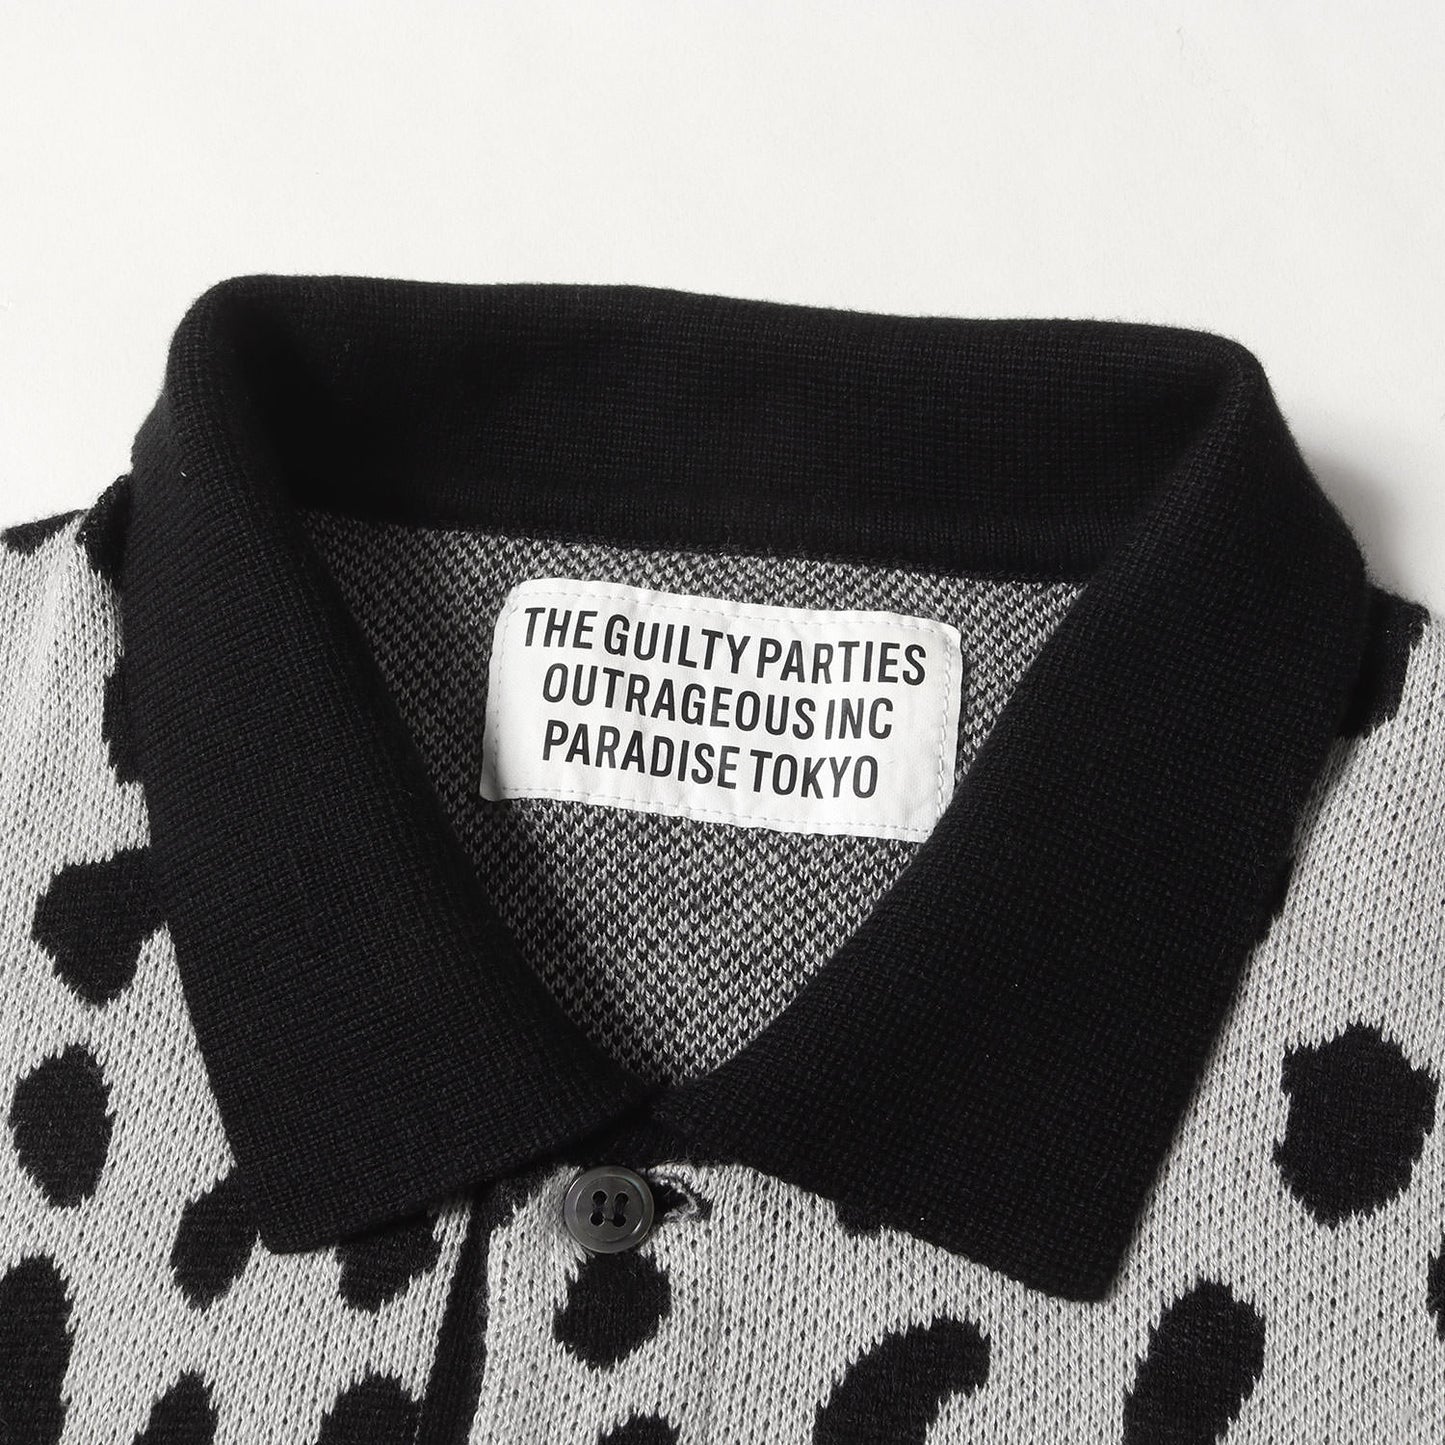 THE GUILTY PARTIES
OUTRAGEOUS INC
PARADISE TOKYO